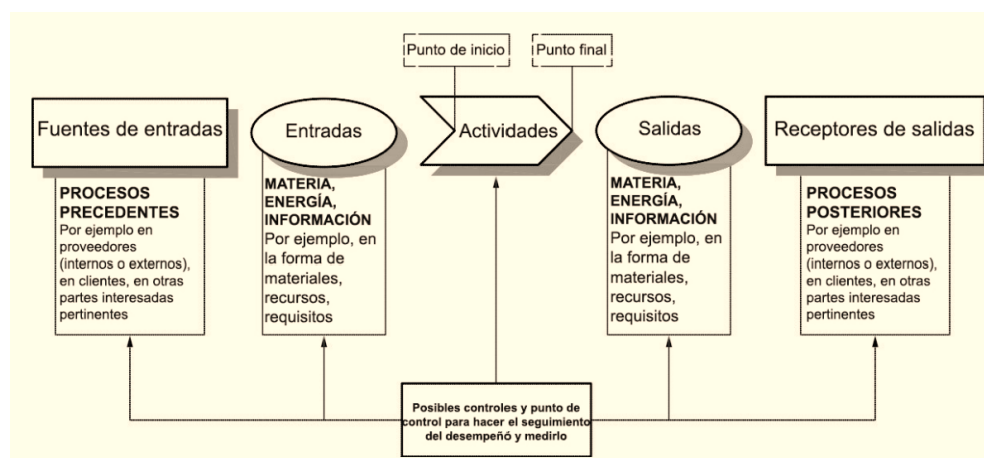 Punto de inicio
Punto final
Fuentes de entradas
Entradas
Actividades
Salidas
Receptores de salidas
PROCESOS
PRECEDENTES
Por ejemplo en
proveedores
(internos o externos),
en clientes, en otras
partes interesadas
pertinentes
MATERIA,
ENERGÍA,
INFORMACIÓN
Por ejemplo, en
la forma de
materiales,
recursos,
requisitos
MATERIA,
ENERGÍA,
INFORMACIÓN
Por ejemplo, en
la forma de
materiales,
recursos,
requisitos
PROCESOS
POSTERIORES
Por ejemplo en
proveedores
(internos o externos),
en clientes, en otras
partes interesadas
pertinentes
Posibles controles y punto de
control para hacer el seguimiento
del desempeñó y medirlo